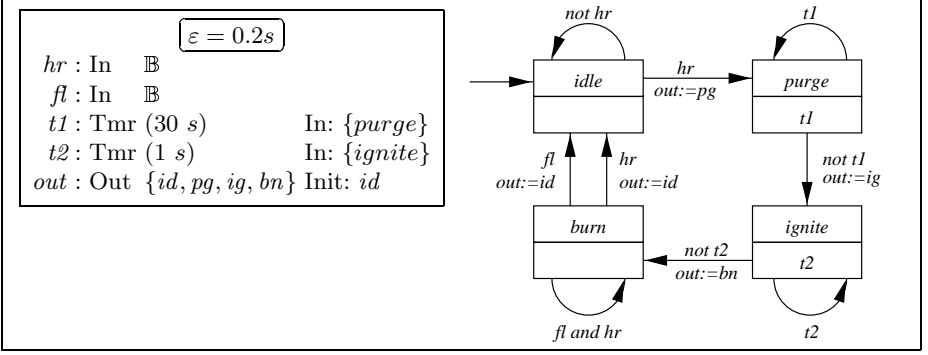 ε = 0.2s
hr : In 𝔹
fl : In 𝔹
t1 : Tmr (30 s) In: {purge}
t2 : Tmr (1 s) In: {ignite}
out : Out {id, pg, ig, bn} Init: id
not hr
t1
idle
hr
out:=pg
purge
t1
fl
out:=id
hr
out:=id
not t1
out:=ig
burn
not t2
out:=bn
ignite
t2
fl and hr
t2